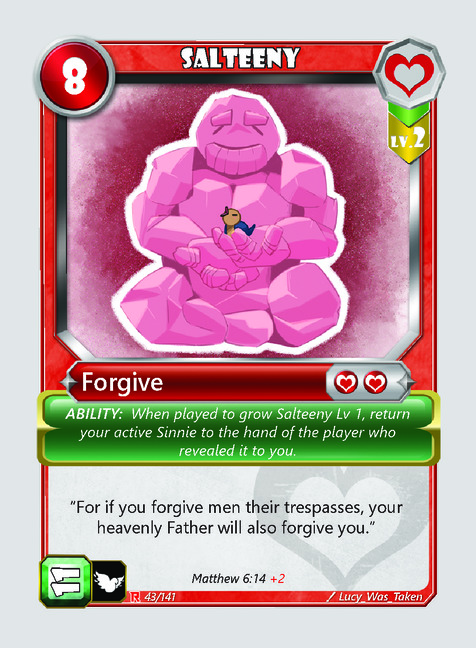 8
SALTEENY
LV.2
Forgive
ABILITY: When played to grow Salteeny Lv 1, return
your active Sinnie to the hand of the player who
revealed it to you.
"For if you forgive men their trespasses, your
heavenly Father will also forgive you."
Matthew 6:14 +2
R 43/141
Lucy_Was_Taken